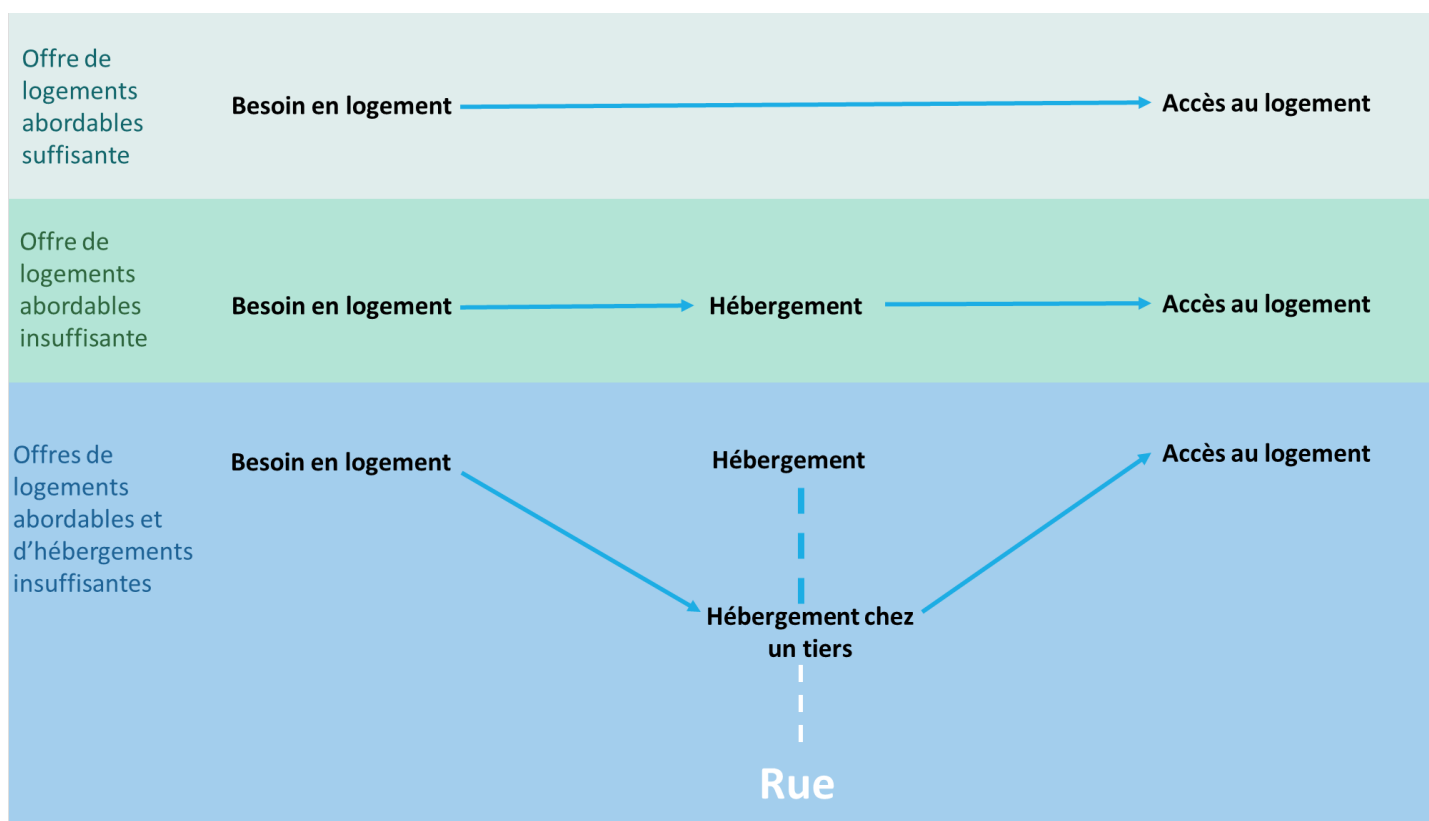 Offre de
logements
abordables
suffisante
Besoin en logement
Accès au logement
Offre de
logements
abordables
insuffisante
Besoin en logement
Hébergement
Accès au logement
Offres de
logements
abordables et
d’hébergements
insuffisantes
Besoin en logement
Hébergement
Accès au logement
Hébergement chez
un tiers
Rue